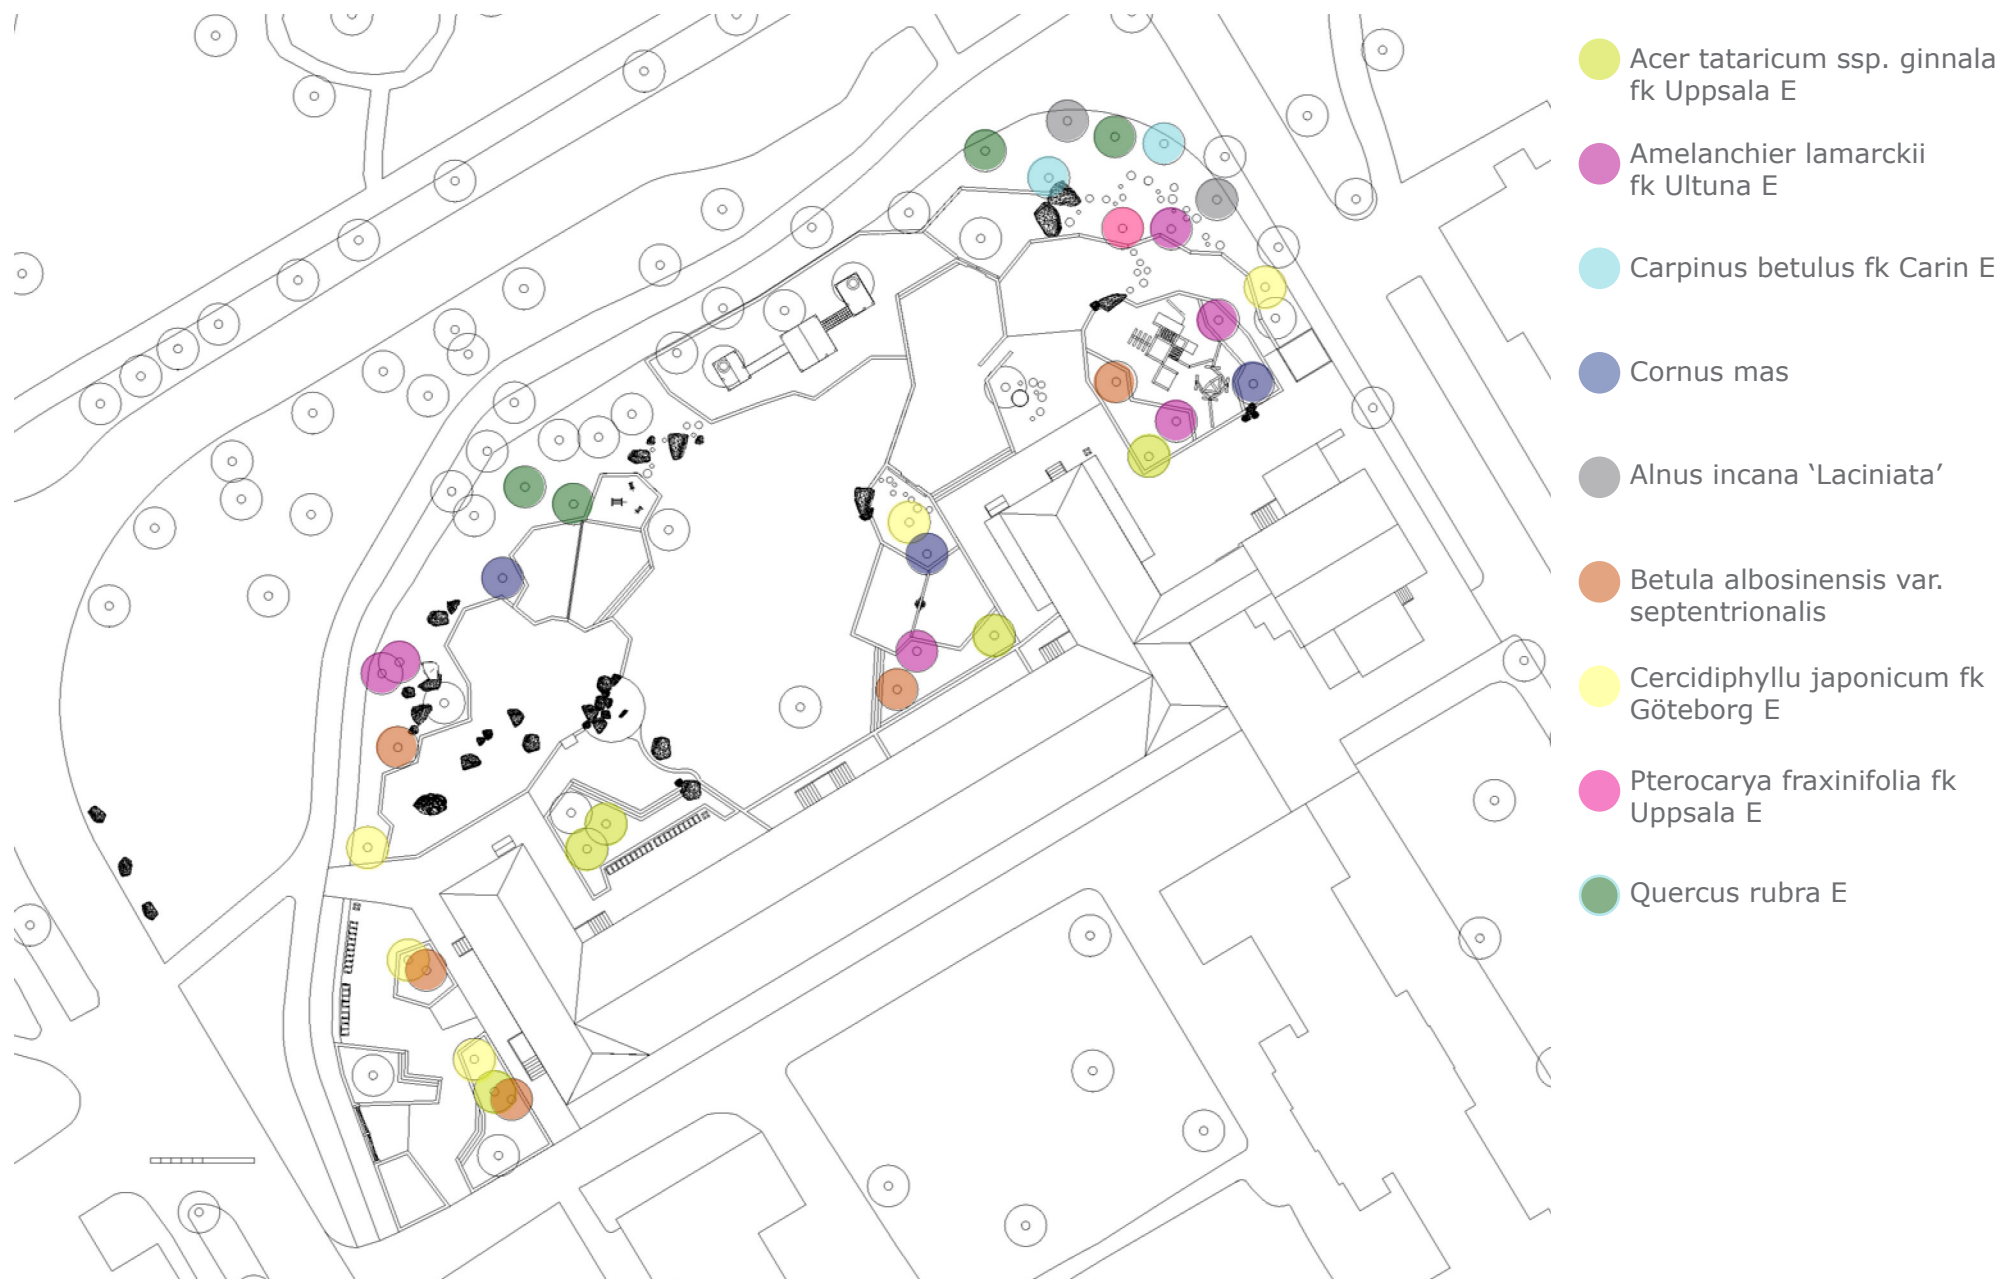 Acer tataricum ssp. ginnala
fk Uppsala E
Amelanchier lamarckii
fk Ultuna E
Carpinus betulus fk Carin E
Cornus mas
Alnus incana ‘Laciniata’
Betula albosinensis var.
septentrionalis
Cercidiphyllu japonicum fk
Göteborg E
Pterocarya fraxinifolia fk
Uppsala E
Quercus rubra E